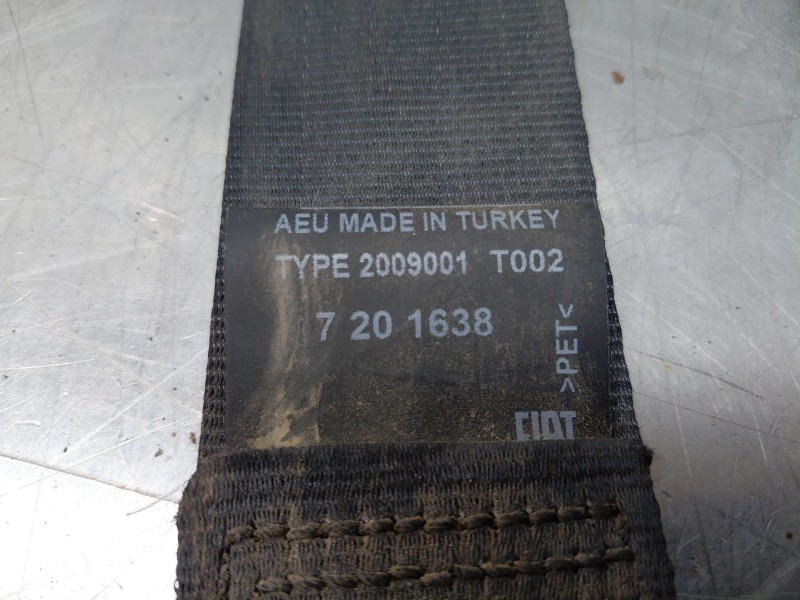 AEU MADE IN TURKEY
TYPE 2009001 T002
7 20 1638
>PET<
FIAT